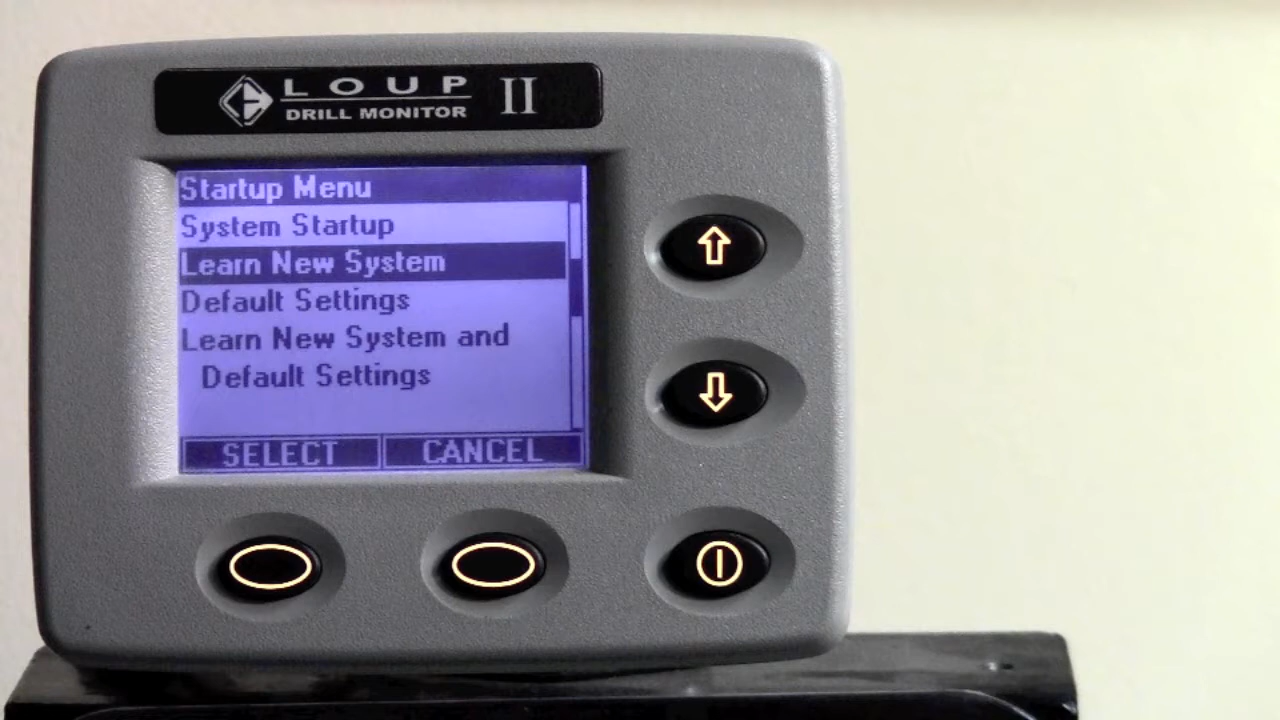 LOUP II
DRILL MONITOR
Startup Menu
System Startup
Learn New System
Default Settings
Learn New System and
Default Settings
SELECT CANCEL